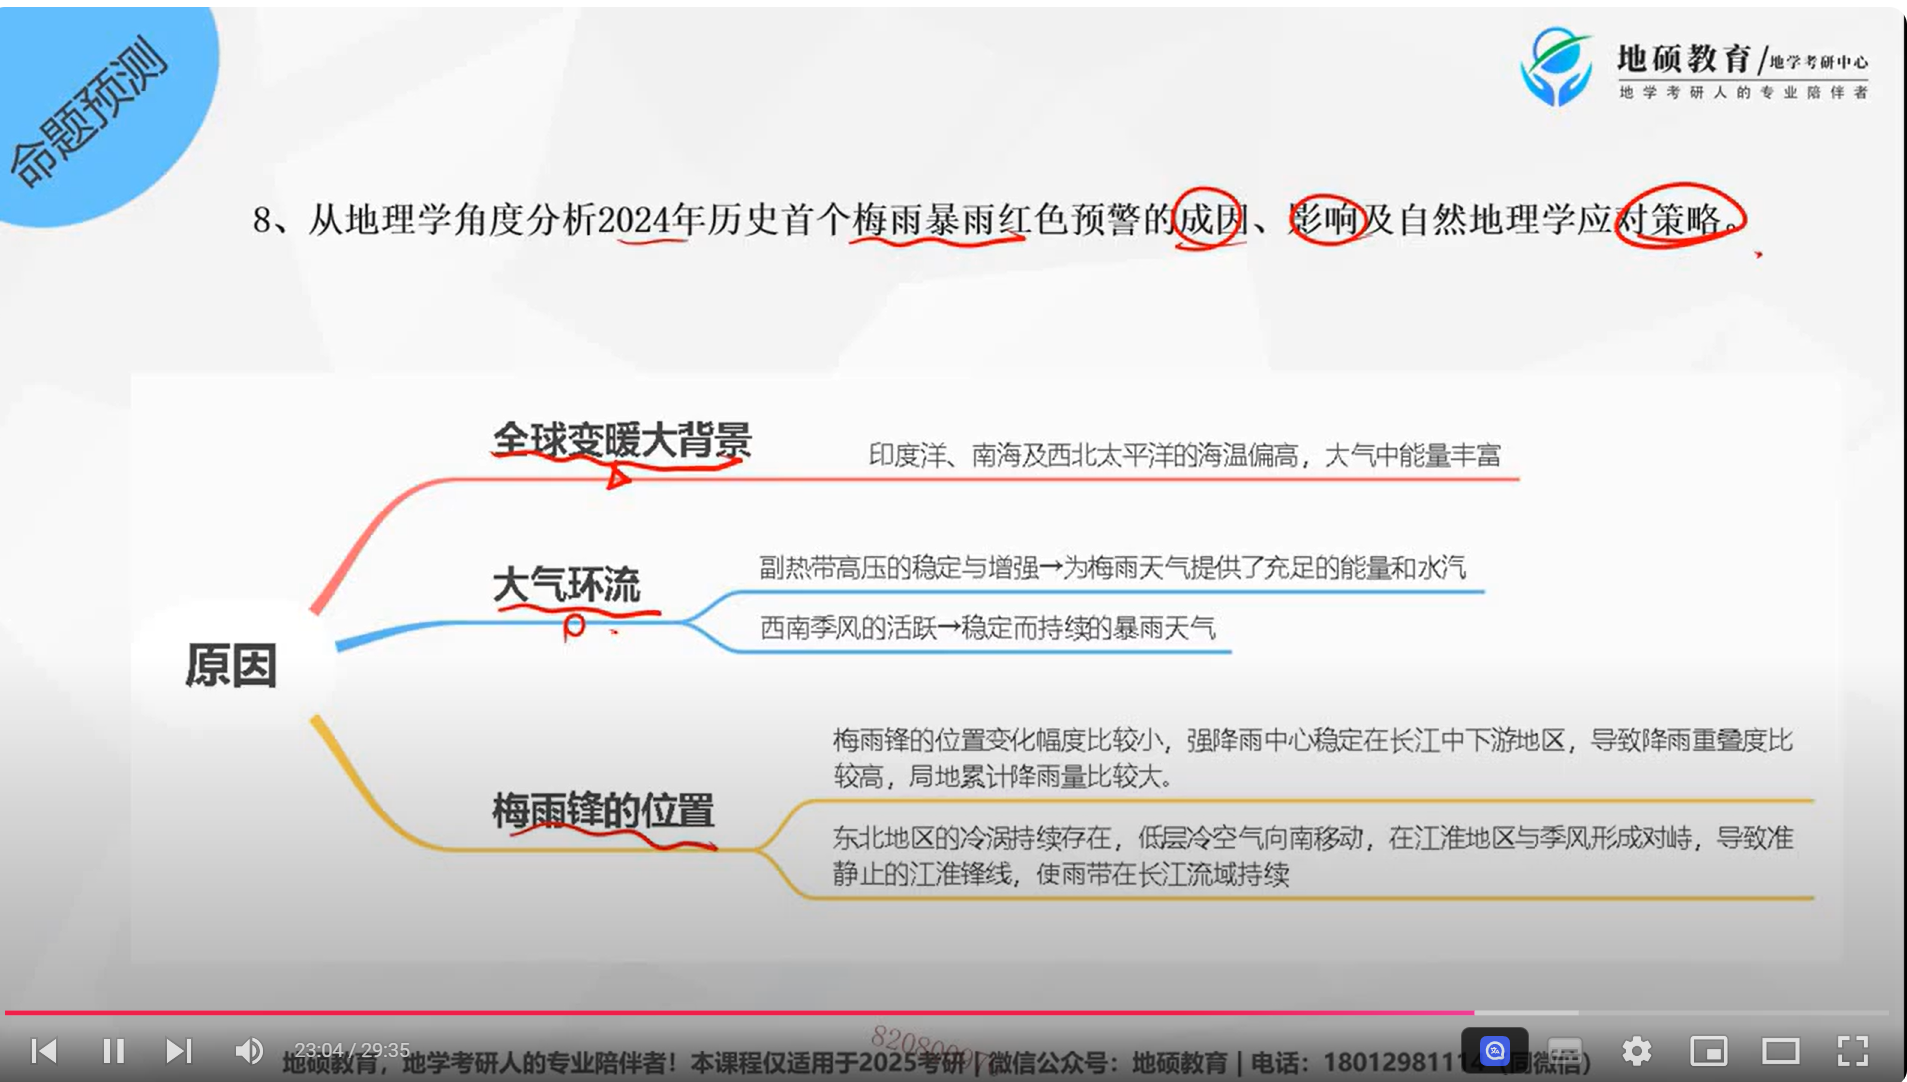 命题预测
地硕教育/地学考研中心
地学考研人的专业陪伴者
8、从地理学角度分析2024年历史首个梅雨暴雨红色预警的成因、影响及自然地理学应对策略。
全球变暖大背景
印度洋、南海及西北太平洋的海温偏高，大气中能量丰富
大气环流
副热带高压的稳定与增强→为梅雨天气提供了充足的能量和水汽
西南季风的活跃→稳定而持续的暴雨天气
原因
梅雨锋的位置
梅雨锋的位置变化幅度比较小，强降雨中心稳定在长江中下游地区，导致降雨重叠度比
较高，局地累计降雨量比较大。
东北地区的冷涡持续存在，低层冷空气向南移动，在江淮地区与季风形成对峙，导致准
静止的江淮锋线，使雨带在长江流域持续
23:04 / 29:35
地硕教育，地学考研人的专业陪伴者！本课程仅适用于2025考研 | 微信公众号：地硕教育 | 电话：1801298111 (同微信)